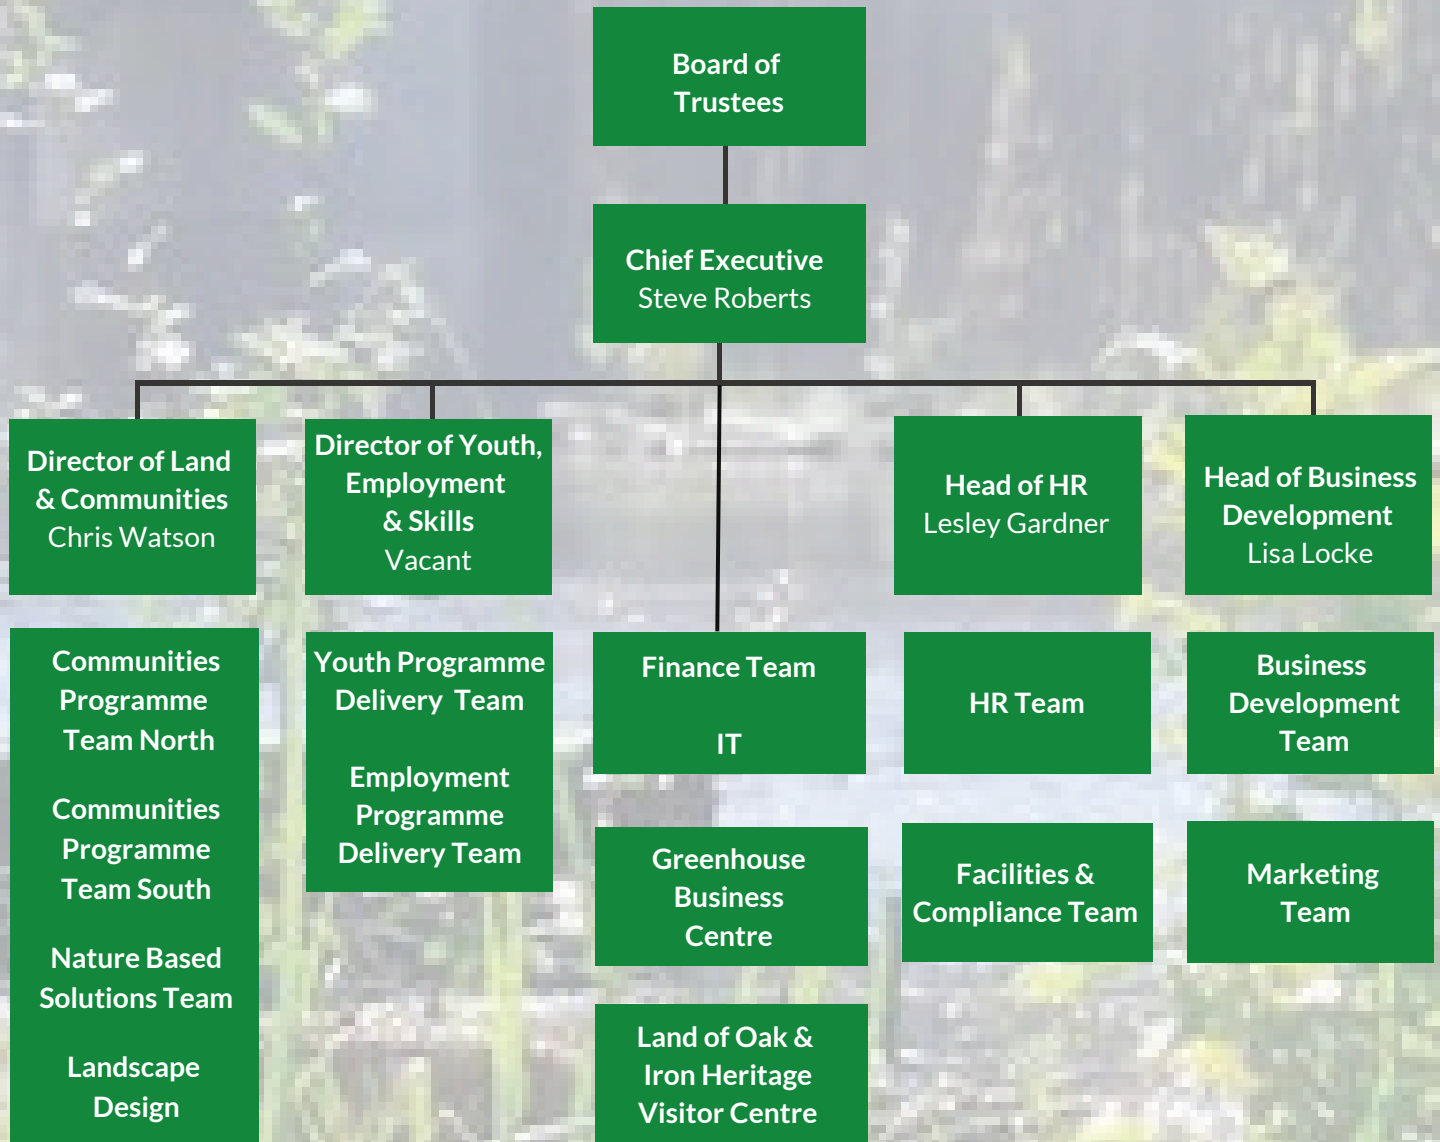 Board of
Trustees
Chief Executive
Steve Roberts
Director of Land
& Communities
Chris Watson
Director of Youth,
Employment
& Skills
Vacant
Head of HR
Lesley Gardner
Head of Business
Development
Lisa Locke
Communities
Programme
Team North
Communities
Programme
Team South
Nature Based
Solutions Team
Landscape
Design
Youth Programme
Delivery Team
Employment
Programme
Delivery Team
Finance Team
IT
Greenhouse
Business
Centre
Land of Oak &
Iron Heritage
Visitor Centre
HR Team
Facilities &
Compliance Team
Business
Development
Team
Marketing
Team